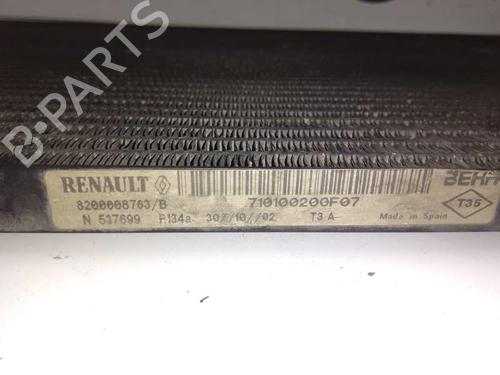 B-PARTS
RENAULT 710100200F07 BEHR
8200008763/B T35
N 537699 R134a 30/10/02 T3 A Made in Spain